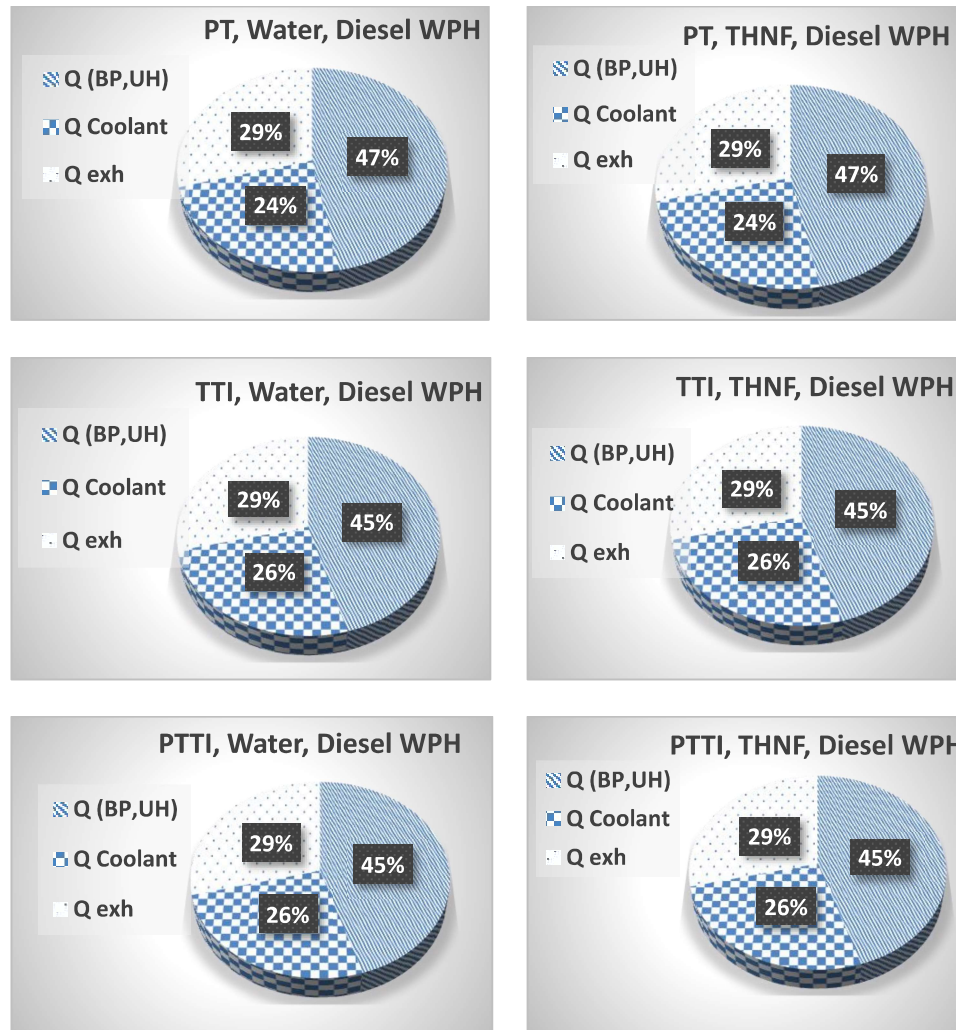 PT, Water, Diesel WPH
Q (BP,UH)
Q Coolant
Q exh
29%
47%
24%
PT, THNF, Diesel WPH
Q (BP,UH)
Q Coolant
Q exh
29%
47%
24%
TTI, Water, Diesel WPH
Q (BP,UH)
Q Coolant
Q exh
29%
45%
26%
TTI, THNF, Diesel WPH
Q (BP,UH)
Q Coolant
Q exh
29%
45%
26%
PTTI, Water, Diesel WPH
Q (BP,UH)
Q Coolant
Q exh
29%
45%
26%
PTTI, THNF, Diesel WPH
Q (BP,UH)
Q Coolant
Q exh
29%
45%
26%